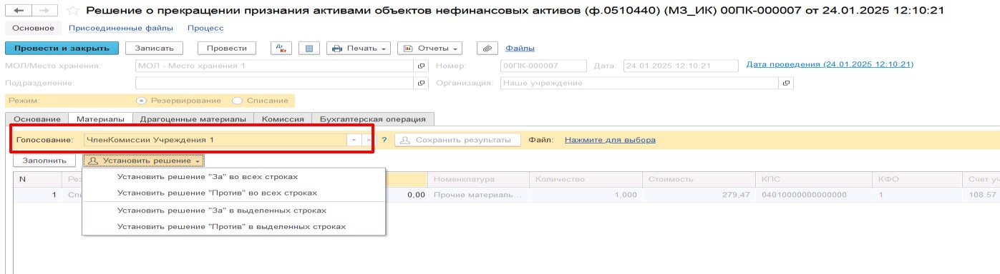 Решение о прекращении признания активами объектов нефинансовых активов (ф.0510440) (МЗ_ИК) 00ПК-000007 от 24.01.2025 12:10:21
Основное Присоединенные файлы Процесс
Провести и закрыть Записать Провести Дт Кт Печать Отчеты Файлы
МОЛ/Место хранения: МОЛ - Место хранения 1 Номер: 00ПК-000007 Дата: 24.01.2025 12:10:21 Дата проведения (24.01.2025 12:10:21)
Подразделение: Организация: Наше учреждение
Режим: Резервирование Списание
Основание Материалы Драгоценные материалы Комиссия Бухгалтерская операция
Голосование: ЧленКомиссии Учреждения 1 ? Сохранить результаты Файл: Нажмите для выбора
Заполнить Установить решение
N Рез Номенклатура Количество Стоимость КПС КФО Счет уч
1 Спи 0,00 Прочие материаль... 1,000 279,47 04010000000000000 1 108.57
Установить решение "За" во всех строках
Установить решение "Против" во всех строках
Установить решение "За" в выделенных строках
Установить решение "Против" в выделенных строках